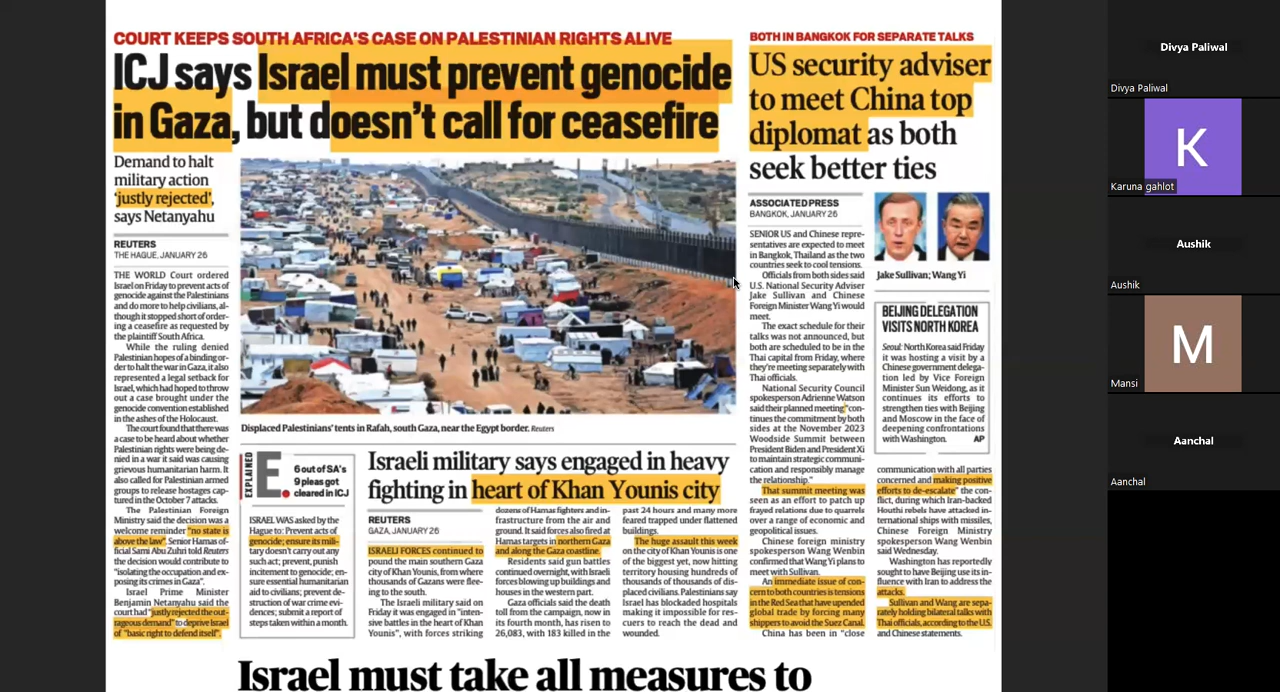 COURT KEEPS SOUTH AFRICA'S CASE ON PALESTINIAN RIGHTS ALIVE
ICJ says Israel must prevent genocide
in Gaza, but doesn't call for ceasefire
Demand to halt
military action
'justly rejected',
says Netanyahu
REUTERS
THE HAGUE, JANUARY 26
THE WORLD Court ordered
Israel on Friday to prevent acts of
genocide against the Palestinians
and do more to help civilians, al-
though it stopped short of order-
ing a ceasefire as requested by
the plaintiff South Africa.
While the ruling denied
Palestinian hopes of a binding or-
der to halt the war in Gaza, it also
represented a legal setback for
Israel, which had hoped to throw
out a case brought under the
genocide convention established
in the ashes of the Holocaust.
The court found that there was
a case to be heard about whether
Palestinian rights were being de-
nied in a war it said was causing
grievous humanitarian harm. It
also called for Palestinian armed
groups to release hostages cap-
tured in the October 7 attacks.
The Palestinian Foreign
Ministry said the decision was a
welcome reminder "no state is
above the law". Senior Hamas of-
ficial Sami Abu Zuhri told Reuters
the decision would contribute to
"isolating the occupation and ex-
posing its crimes in Gaza".
Israel Prime Minister
Benjamin Netanyahu said the
court had "justly rejected the out-
rageous demand" to deprive Israel
of "basic right to defend itself".
Displaced Palestinians' tents in Rafah, south Gaza, near the Egypt border. Reuters
EXPLAINED
E.
6 out of SA's
9 pleas got
cleared in ICJ
ISRAEL WAS asked by the
Hague to: Prevent acts of
genocide; ensure its mili-
tary doesn't carry out any
such act; prevent, punish
incitement to genocide; en-
sure essential humanitarian
aid to civilians; prevent de-
struction of war crime evi-
dences; submit a report of
steps taken within a month.
Israeli military says engaged in heavy
fighting in heart of Khan Younis city
REUTERS
GAZA, JANUARY 26
ISRAELI FORCES continued to
pound the main southern Gaza
city of Khan Younis, from where
thousands of Gazans were flee-
ing to the south.
The Israeli military said on
Friday it was engaged in "inten-
sive battles in the heart of Khan
Younis", with forces striking
dozens of Hamas fighters and in-
frastructure from the air and
ground. It said forces also fired at
Hamas targets in northern Gaza
and along the Gaza coastline.
Residents said gun battles
continued overnight, with Israeli
forces blowing up buildings and
houses in the western part.
Gaza officials said the death
toll from the campaign, now in
its fourth month, has risen to
26,083, with 183 killed in the
past 24 hours and many more
feared trapped under flattened
buildings.
The huge assault this week
on the city of Khan Younis is one
of the biggest yet, now hitting
territory housing hundreds of
thousands of thousands of dis-
placed civilians. Palestinians say
Israel has blockaded hospitals
making it impossible for res-
cuers to reach the dead and
wounded.
BOTH IN BANGKOK FOR SEPARATE TALKS
US security adviser
to meet China top
diplomat as both
seek better ties
ASSOCIATED PRESS
BANGKOK, JANUARY 26
SENIOR US and Chinese repre-
sentatives are expected to meet
in Bangkok, Thailand as the two
countries seek to cool tensions.
Officials from both sides said
U.S. National Security Adviser
Jake Sullivan and Chinese
Foreign Minister Wang Yi would
meet.
The exact schedule for their
talks was not announced, but
both are scheduled to be in the
Thai capital from Friday, where
they're meeting separately with
Thai officials.
National Security Council
spokesperson Adrienne Watson
said their planned meeting "con-
tinues the commitment by both
sides at the November 2023
Woodside Summit between
President Biden and President Xi
to maintain strategic communi-
cation and responsibly manage
the relationship."
That summit meeting was
seen as an effort to patch up
frayed relations due to quarrels
over a range of economic and
geopolitical issues.
Chinese foreign ministry
spokesperson Wang Wenbin
confirmed that Wang Yi plans to
meet with Sullivan.
An immediate issue of con-
cern to both countries is tensions
in the Red Sea that have upended
global trade by forcing many
shippers to avoid the Suez Canal.
China has been in "close
Jake Sullivan; Wang Yi
BEIJING DELEGATION
VISITS NORTH KOREA
Seoul: North Korea said Friday
it was hosting a visit by a
Chinese government delega-
tion led by Vice Foreign
Minister Sun Weidong, as it
continues its efforts to
strengthen ties with Beijing
and Moscow in the face of
deepening confrontations
with Washington. AP
communication with all parties
concerned and making positive
efforts to de-escalate" the con-
flict, during which Iran-backed
Houthi rebels have attacked in-
ternational ships with missiles,
Chinese Foreign Ministry
spokesperson Wang Wenbin
said Wednesday.
Washington has reportedly
sought to have Beijing use its in-
fluence with Iran to address the
attacks.
Sullivan and Wang are sepa-
rately holding bilateral talks with
Thai officials, according to the U.S.
and Chinese statements.
Israel must take all measures to
Divya Paliwal
Divya Paliwal
K
Karuna gahlot
Aushik
Aushik
M
Mansi
Aanchal
Aanchal